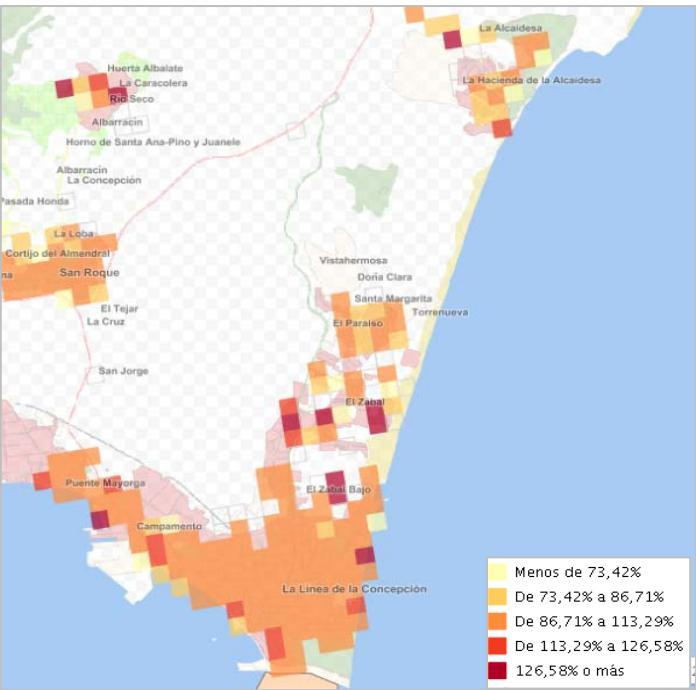 La Alcaidesa
Huerta Albalate
La Caracolera
La Hacienda de la Alcaidesa
Río Seco
Albarracín
Horno de Santa Ana-Pino y Juanele
Albarracín
La Concepción
Pasada Honda
La Loba
Cortijo del Almendral
Vistahermosa
na
San Roque
Doña Clara
Santa Margarita
El Tejar
Torrenueva
La Cruz
El Paraíso
San Jorge
El Zabal
Puente Mayorga
El Zabal Bajo
Campamento
La Línea de la Concepción
Menos de 73,42%
De 73,42% a 86,71%
De 86,71% a 113,29%
De 113,29% a 126,58%
126,58% o más